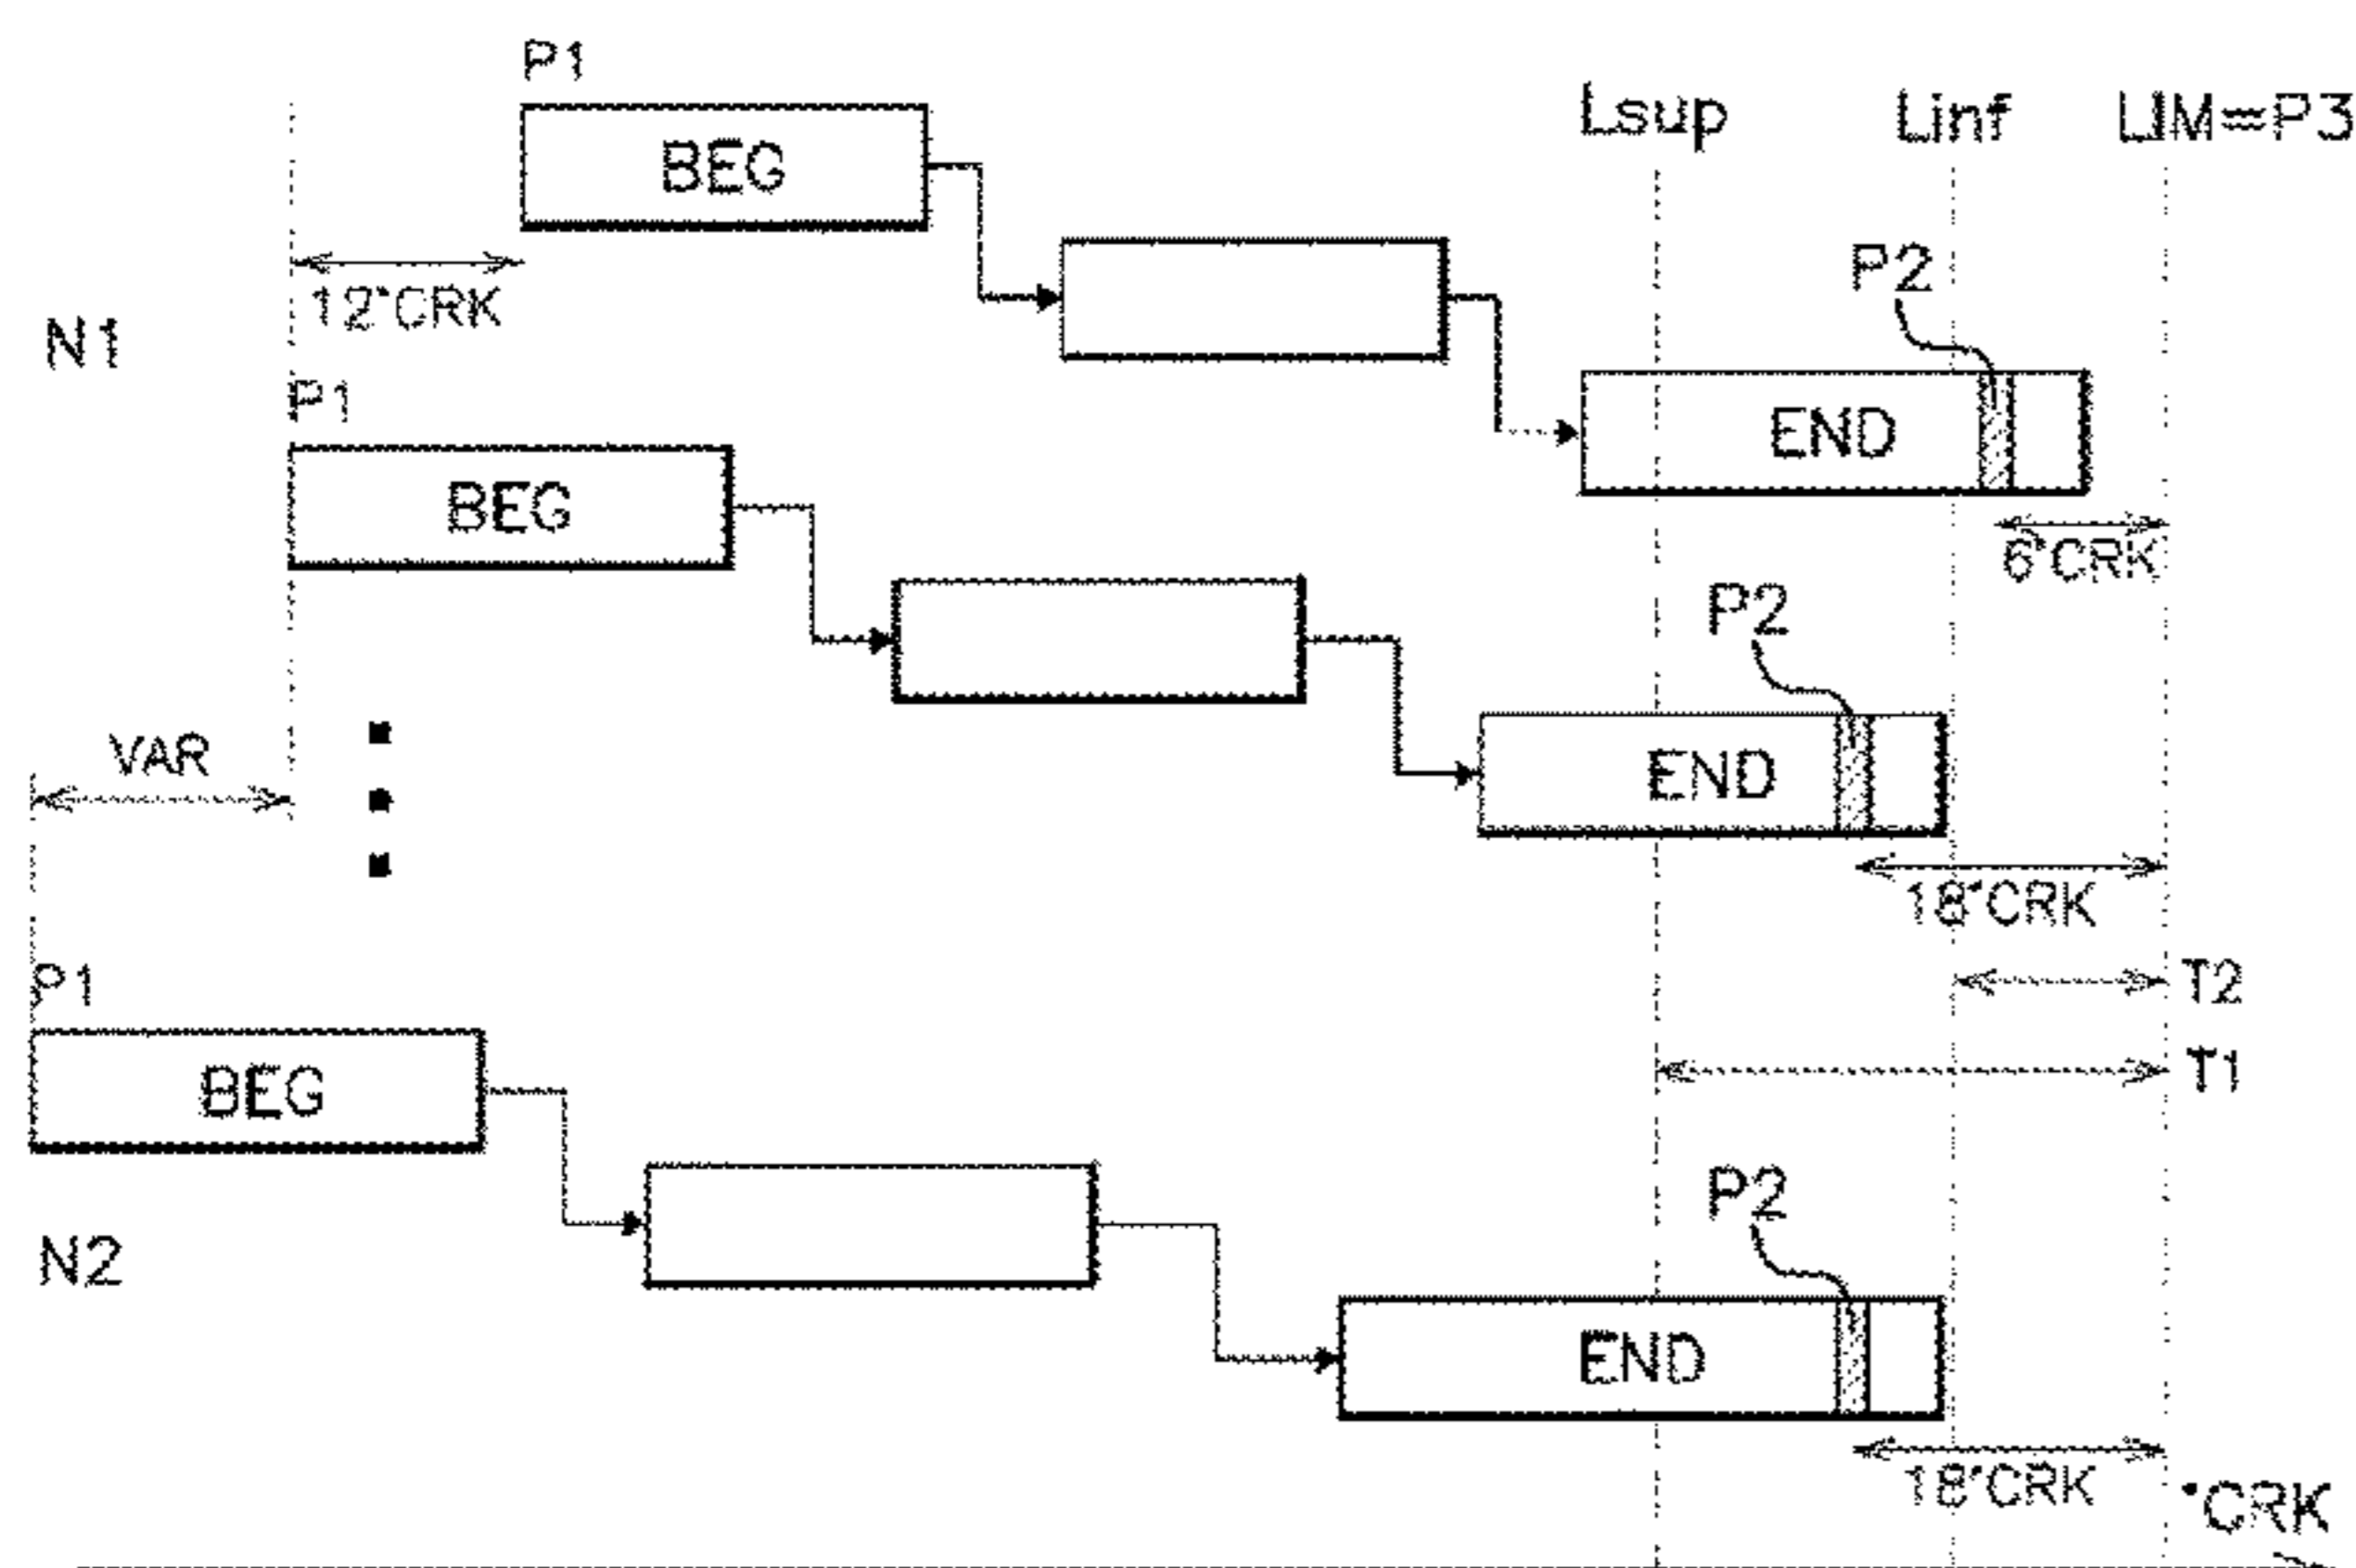 P1
Lsup Linf LIM=P3
BEG
P2
12°CRK
N1
P1
END
BEG
6°CRK
P2
VAR
END
18°CRK
P1
T2
T1
BEG
P2
N2
END
18°CRK
°CRK